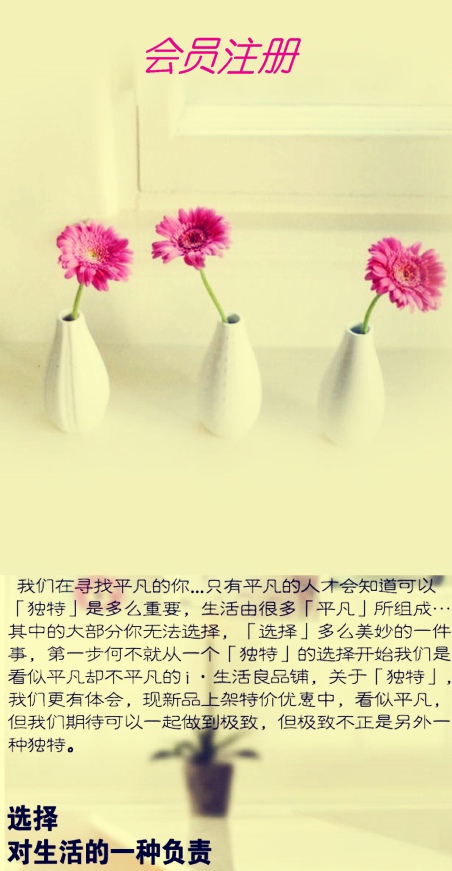 会员注册
我们在寻找平凡的你...只有平凡的人才会知道可以
「独特」是多么重要，生活由很多「平凡」所组成…
其中的大部分你无法选择，「选择」多么美妙的一件
事，第一步何不就从一个「独特」的选择开始我们是
看似平凡却不平凡的i·生活良品铺，关于「独特」，
我们更有体会，现新品上架特价优惠中，看似平凡，
但我们期待可以一起做到极致，但极致不正是另外一
种独特。
选择
对生活的一种负责